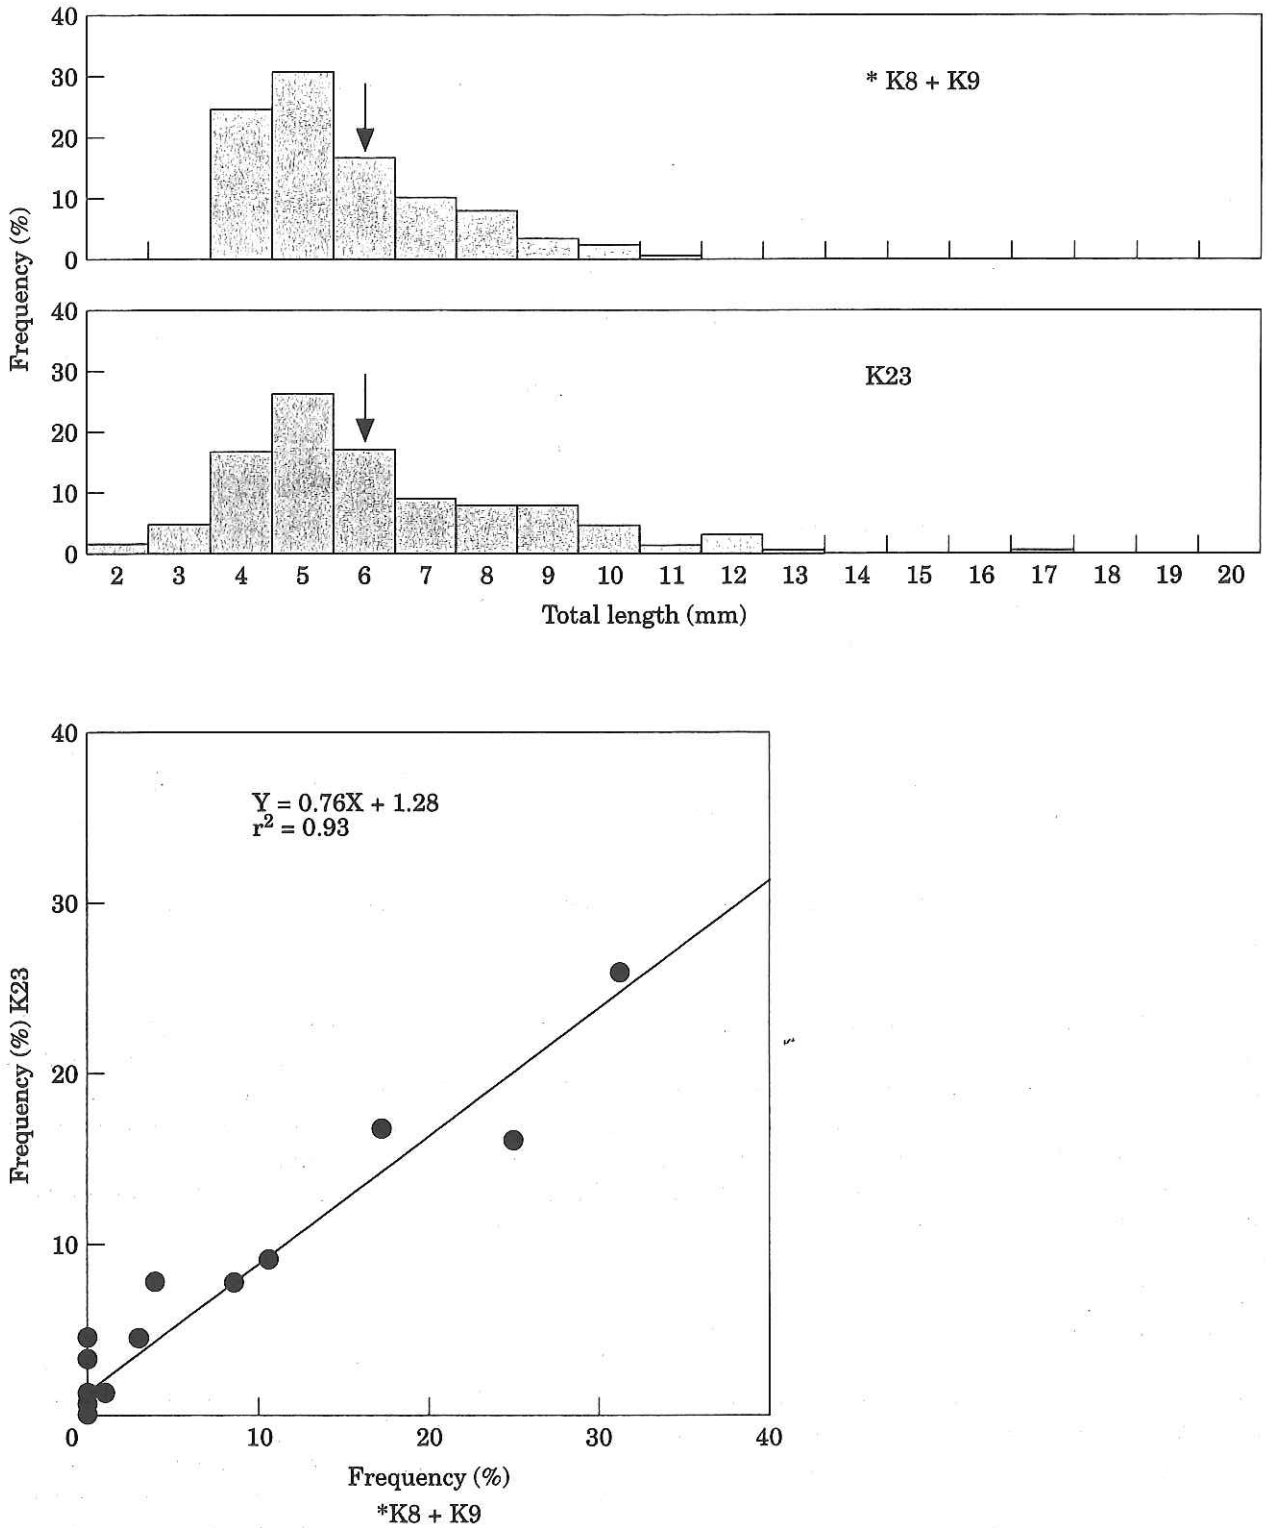 40
30
20
10
0
* K8 + K9
Frequency (%)
40
30
20
10
0
K23
2 3 4 5 6 7 8 9 10 11 12 13 14 15 16 17 18 19 20
Total length (mm)
40
30
20
10
Y = 0.76X + 1.28
r² = 0.93
Frequency (%) K23
0 10 20 30 40
Frequency (%)
*K8 + K9